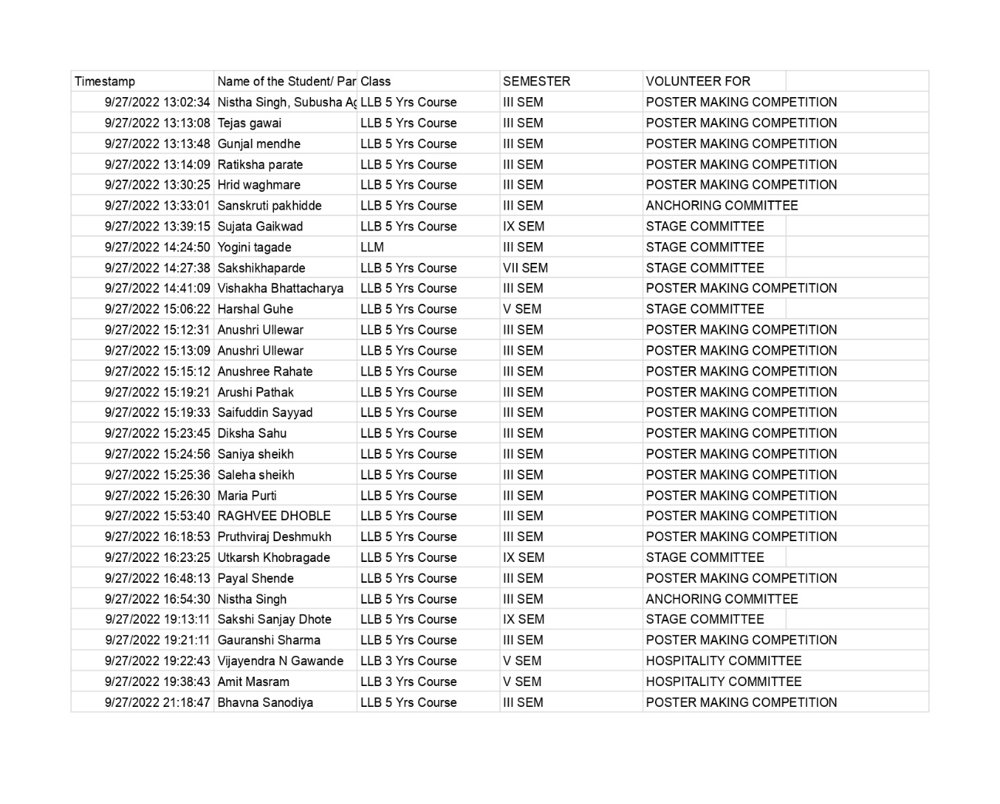 Timestamp Name of the Student/ Par Class SEMESTER VOLUNTEER FOR
9/27/2022 13:02:34 Nistha Singh, Subusha Ag LLB 5 Yrs Course III SEM POSTER MAKING COMPETITION
9/27/2022 13:13:08 Tejas gawai LLB 5 Yrs Course III SEM POSTER MAKING COMPETITION
9/27/2022 13:13:48 Gunjal mendhe LLB 5 Yrs Course III SEM POSTER MAKING COMPETITION
9/27/2022 13:14:09 Ratiksha parate LLB 5 Yrs Course III SEM POSTER MAKING COMPETITION
9/27/2022 13:30:25 Hrid waghmare LLB 5 Yrs Course III SEM POSTER MAKING COMPETITION
9/27/2022 13:33:01 Sanskruti pakhidde LLB 5 Yrs Course III SEM ANCHORING COMMITTEE
9/27/2022 13:39:15 Sujata Gaikwad LLB 5 Yrs Course IX SEM STAGE COMMITTEE
9/27/2022 14:24:50 Yogini tagade LLM III SEM STAGE COMMITTEE
9/27/2022 14:27:38 Sakshikhaparde LLB 5 Yrs Course VII SEM STAGE COMMITTEE
9/27/2022 14:41:09 Vishakha Bhattacharya LLB 5 Yrs Course III SEM POSTER MAKING COMPETITION
9/27/2022 15:06:22 Harshal Guhe LLB 5 Yrs Course V SEM STAGE COMMITTEE
9/27/2022 15:12:31 Anushri Ullewar LLB 5 Yrs Course III SEM POSTER MAKING COMPETITION
9/27/2022 15:13:09 Anushri Ullewar LLB 5 Yrs Course III SEM POSTER MAKING COMPETITION
9/27/2022 15:15:12 Anushree Rahate LLB 5 Yrs Course III SEM POSTER MAKING COMPETITION
9/27/2022 15:19:21 Arushi Pathak LLB 5 Yrs Course III SEM POSTER MAKING COMPETITION
9/27/2022 15:19:33 Saifuddin Sayyad LLB 5 Yrs Course III SEM POSTER MAKING COMPETITION
9/27/2022 15:23:45 Diksha Sahu LLB 5 Yrs Course III SEM POSTER MAKING COMPETITION
9/27/2022 15:24:56 Saniya sheikh LLB 5 Yrs Course III SEM POSTER MAKING COMPETITION
9/27/2022 15:25:36 Saleha sheikh LLB 5 Yrs Course III SEM POSTER MAKING COMPETITION
9/27/2022 15:26:30 Maria Purti LLB 5 Yrs Course III SEM POSTER MAKING COMPETITION
9/27/2022 15:53:40 RAGHVEE DHOBLE LLB 5 Yrs Course III SEM POSTER MAKING COMPETITION
9/27/2022 16:18:53 Pruthviraj Deshmukh LLB 5 Yrs Course III SEM POSTER MAKING COMPETITION
9/27/2022 16:23:25 Utkarsh Khobragade LLB 5 Yrs Course IX SEM STAGE COMMITTEE
9/27/2022 16:48:13 Payal Shende LLB 5 Yrs Course III SEM POSTER MAKING COMPETITION
9/27/2022 16:54:30 Nistha Singh LLB 5 Yrs Course III SEM ANCHORING COMMITTEE
9/27/2022 19:13:11 Sakshi Sanjay Dhote LLB 5 Yrs Course IX SEM STAGE COMMITTEE
9/27/2022 19:21:11 Gauranshi Sharma LLB 5 Yrs Course III SEM POSTER MAKING COMPETITION
9/27/2022 19:22:43 Vijayendra N Gawande LLB 3 Yrs Course V SEM HOSPITALITY COMMITTEE
9/27/2022 19:38:43 Amit Masram LLB 3 Yrs Course V SEM HOSPITALITY COMMITTEE
9/27/2022 21:18:47 Bhavna Sanodiya LLB 5 Yrs Course III SEM POSTER MAKING COMPETITION